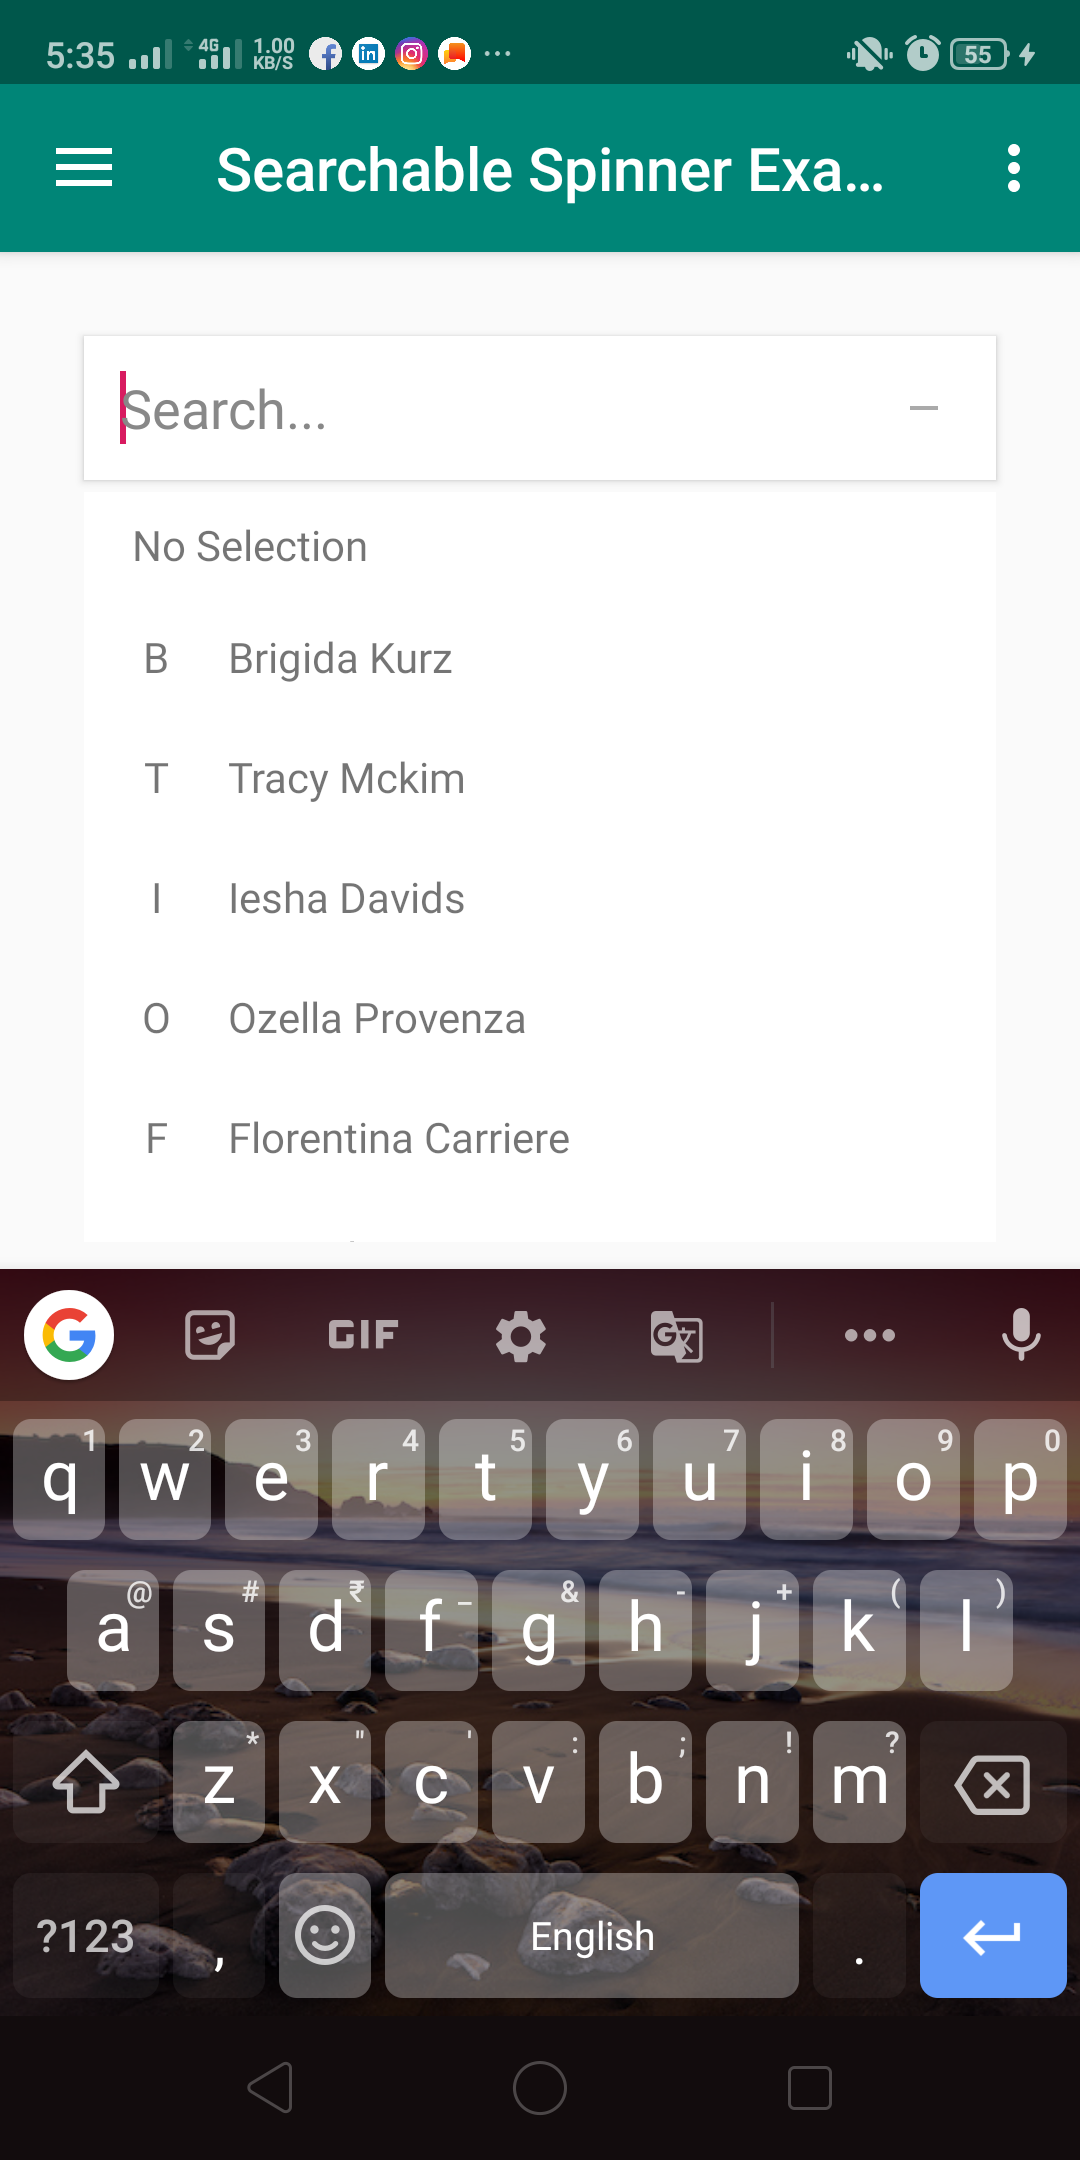 5:35 4G 1.00 KB/S 55
Searchable Spinner Exa...
Search...
No Selection
B Brigida Kurz
T Tracy Mckim
I Iesha Davids
O Ozella Provenza
F Florentina Carriere
GIF
q 1 w 2 e 3 r 4 t 5 y 6 u 7 i 8 o 9 p 0
a @ s # d ₹ f _ g & h - j + k ( l )
z * x " c ' v : b ; n ! m ?
?123 , English .